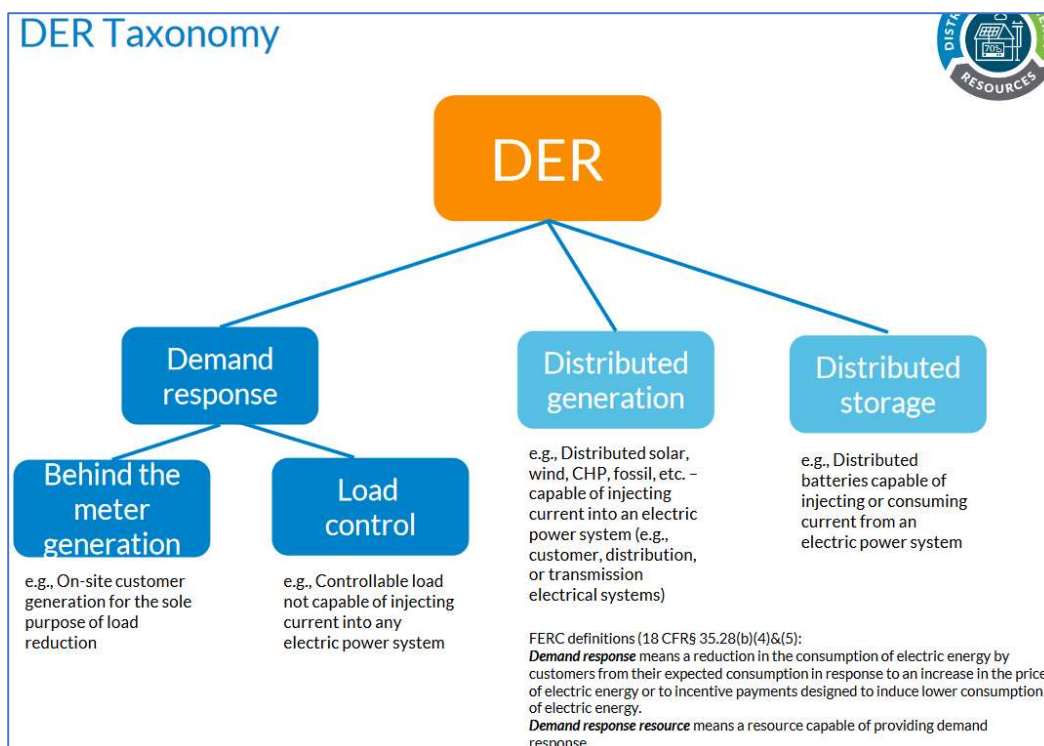 DER Taxonomy
70%
RESOURCES
DER
Demand
response
Distributed
generation
Distributed
storage
Behind the
meter
generation
Load
control
e.g., On-site customer
generation for the sole
purpose of load
reduction
e.g., Controllable load
not capable of injecting
current into any
electric power system
e.g., Distributed solar,
wind, CHP, fossil, etc. –
capable of injecting
current into an electric
power system (e.g.,
customer, distribution,
or transmission
electrical systems)
e.g., Distributed
batteries capable of
injecting or consuming
current from an
electric power system
FERC definitions (18 CFR§ 35.28(b)(4)&(5):
Demand response means a reduction in the consumption of electric energy by
customers from their expected consumption in response to an increase in the price
of electric energy or to incentive payments designed to induce lower consumption
of electric energy.
Demand response resource means a resource capable of providing demand
response